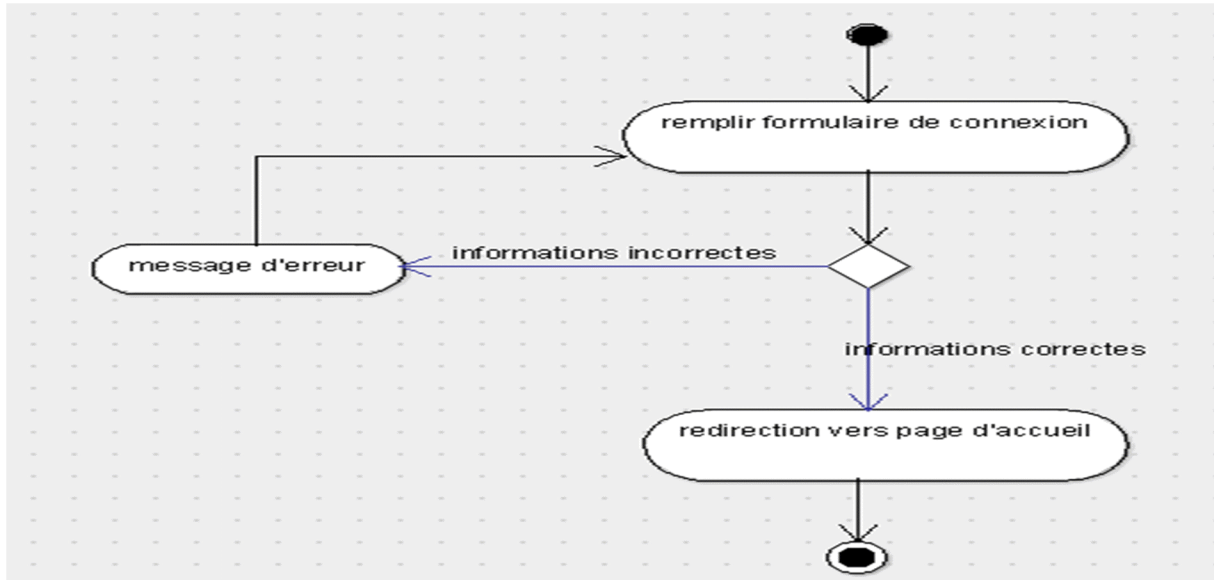 remplir formulaire de connexion
informations incorrectes
message d'erreur
informations correctes
redirection vers page d'accueil